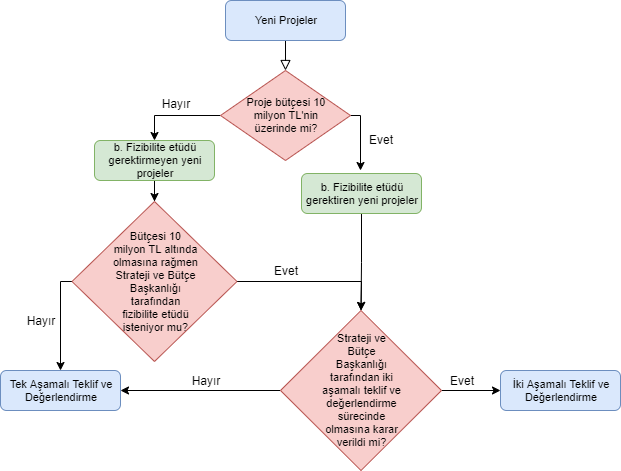 Yeni Projeler
Proje bütçesi 10
milyon TL'nin
üzerinde mi?
Hayır
Evet
b. Fizibilite etüdü
gerektirmeyen yeni
projeler
b. Fizibilite etüdü
gerektiren yeni projeler
Bütçesi 10
milyon TL altında
olmasına rağmen
Strateji ve Bütçe
Başkanlığı
tarafından
fizibilite etüdü
isteniyor mu?
Evet
Hayır
Strateji ve
Bütçe
Başkanlığı
tarafından iki
aşamalı teklif ve
değerlendirme
sürecinde
olmasına karar
verildi mi?
Hayır
Evet
Tek Aşamalı Teklif ve
Değerlendirme
İki Aşamalı Teklif ve
Değerlendirme